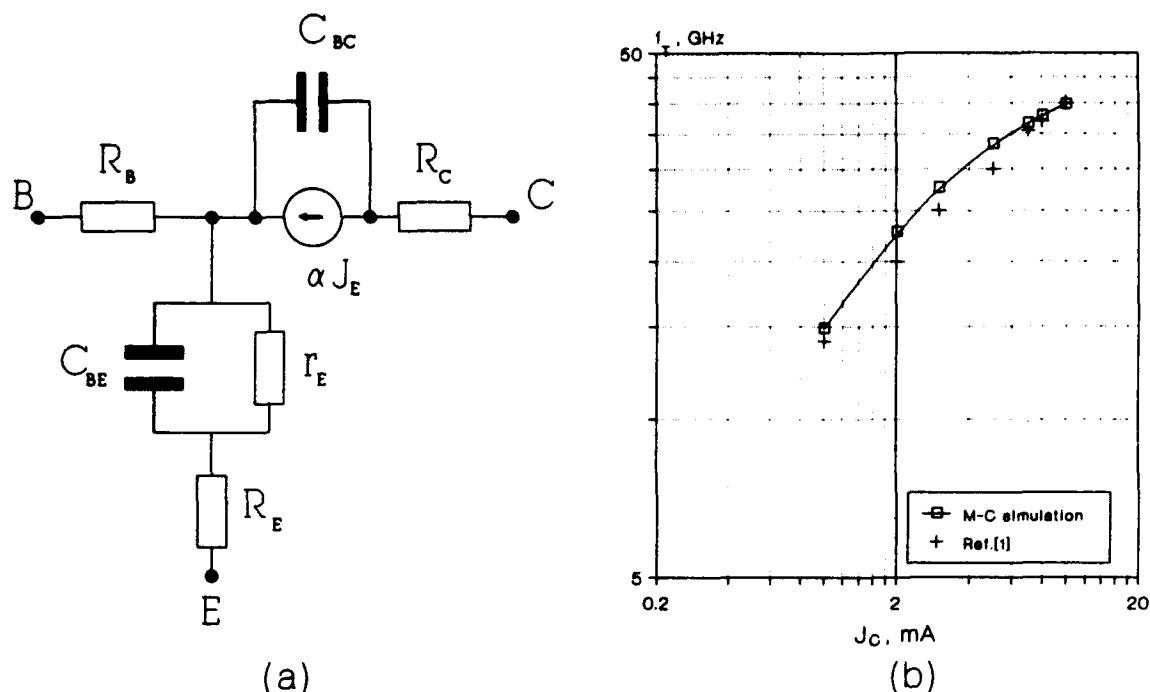 C_BC
R_B
R_C
B
C
α J_E
C_BE
r_E
R_E
E
(a)
f_T, GHz
50
5
0.2
2
20
J_C, mA
M-C simulation
Ref.[1]
(b)